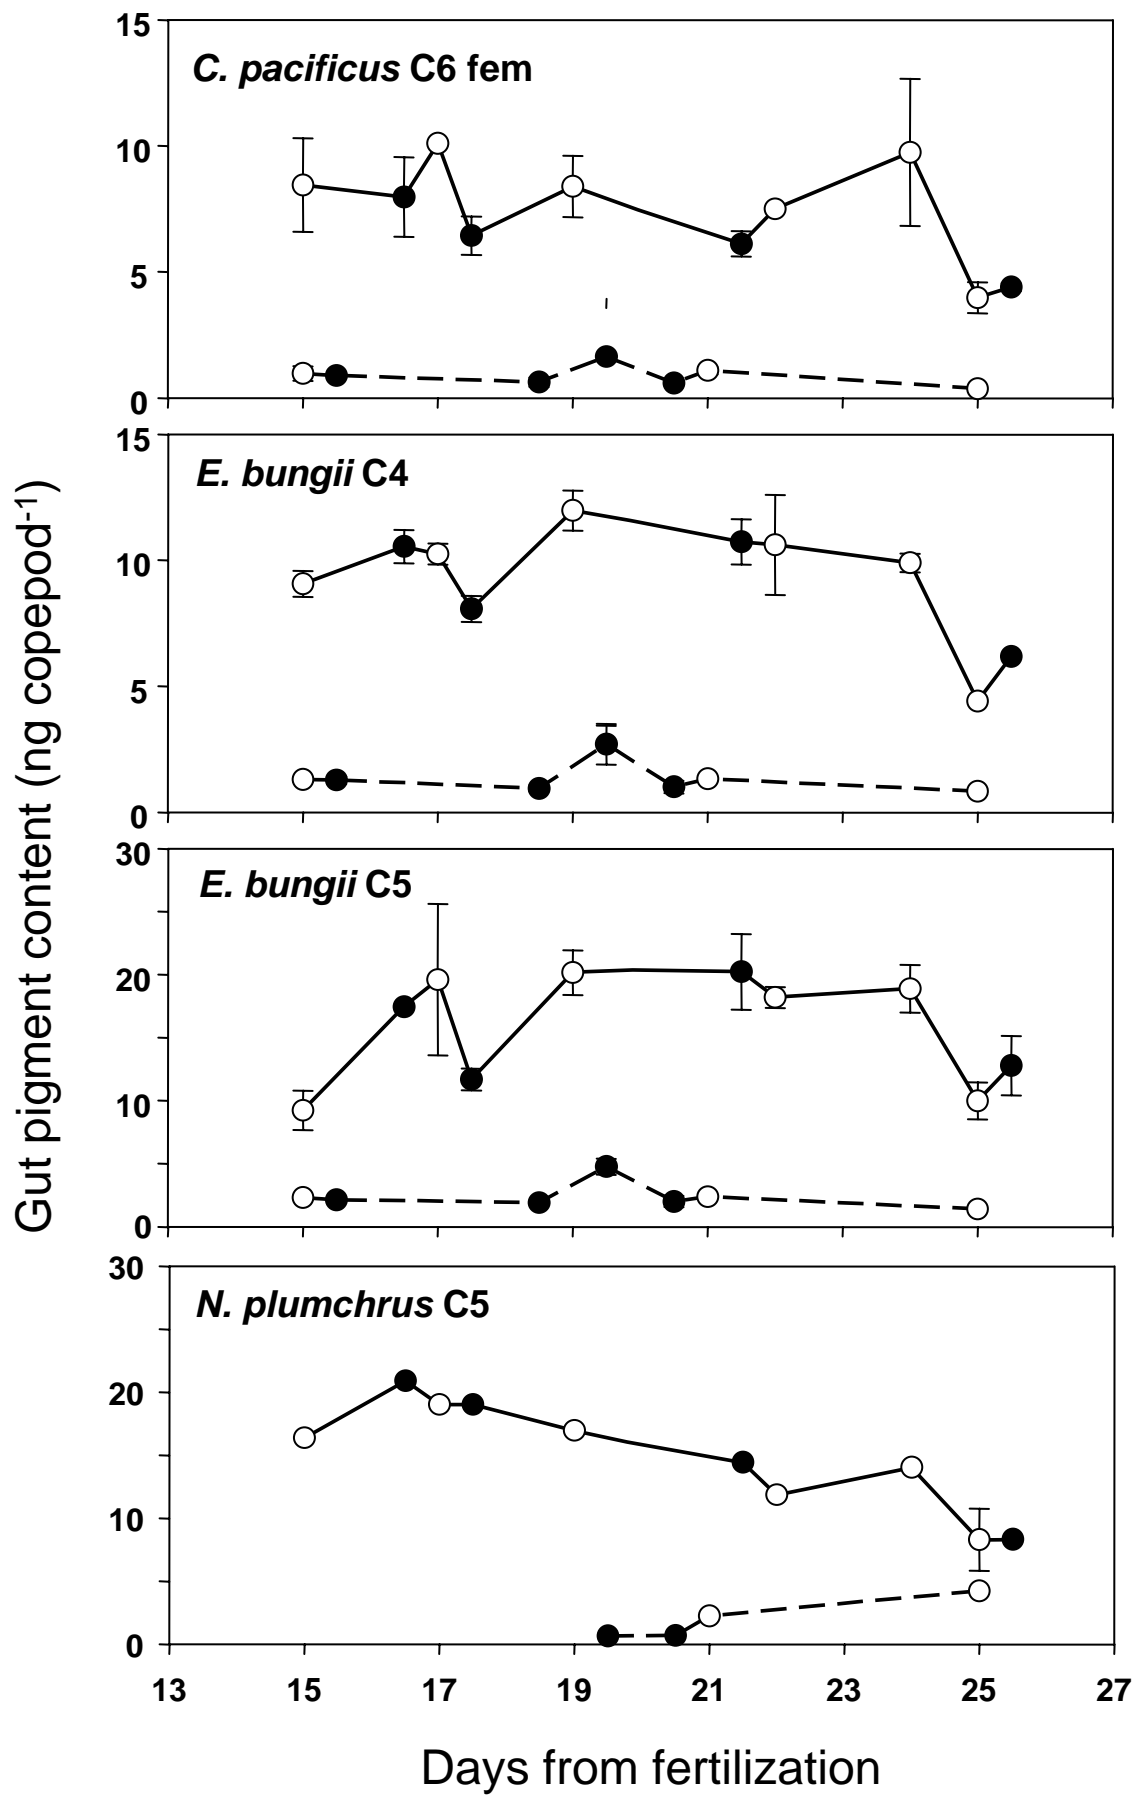 15
C. pacificus C6 fem
10
5
0
15
E. bungii C4
10
5
0
Gut pigment content (ng copepod-1)
30
E. bungii C5
20
10
0
30
N. plumchrus C5
20
10
0
13 15 17 19 21 23 25 27
Days from fertilization